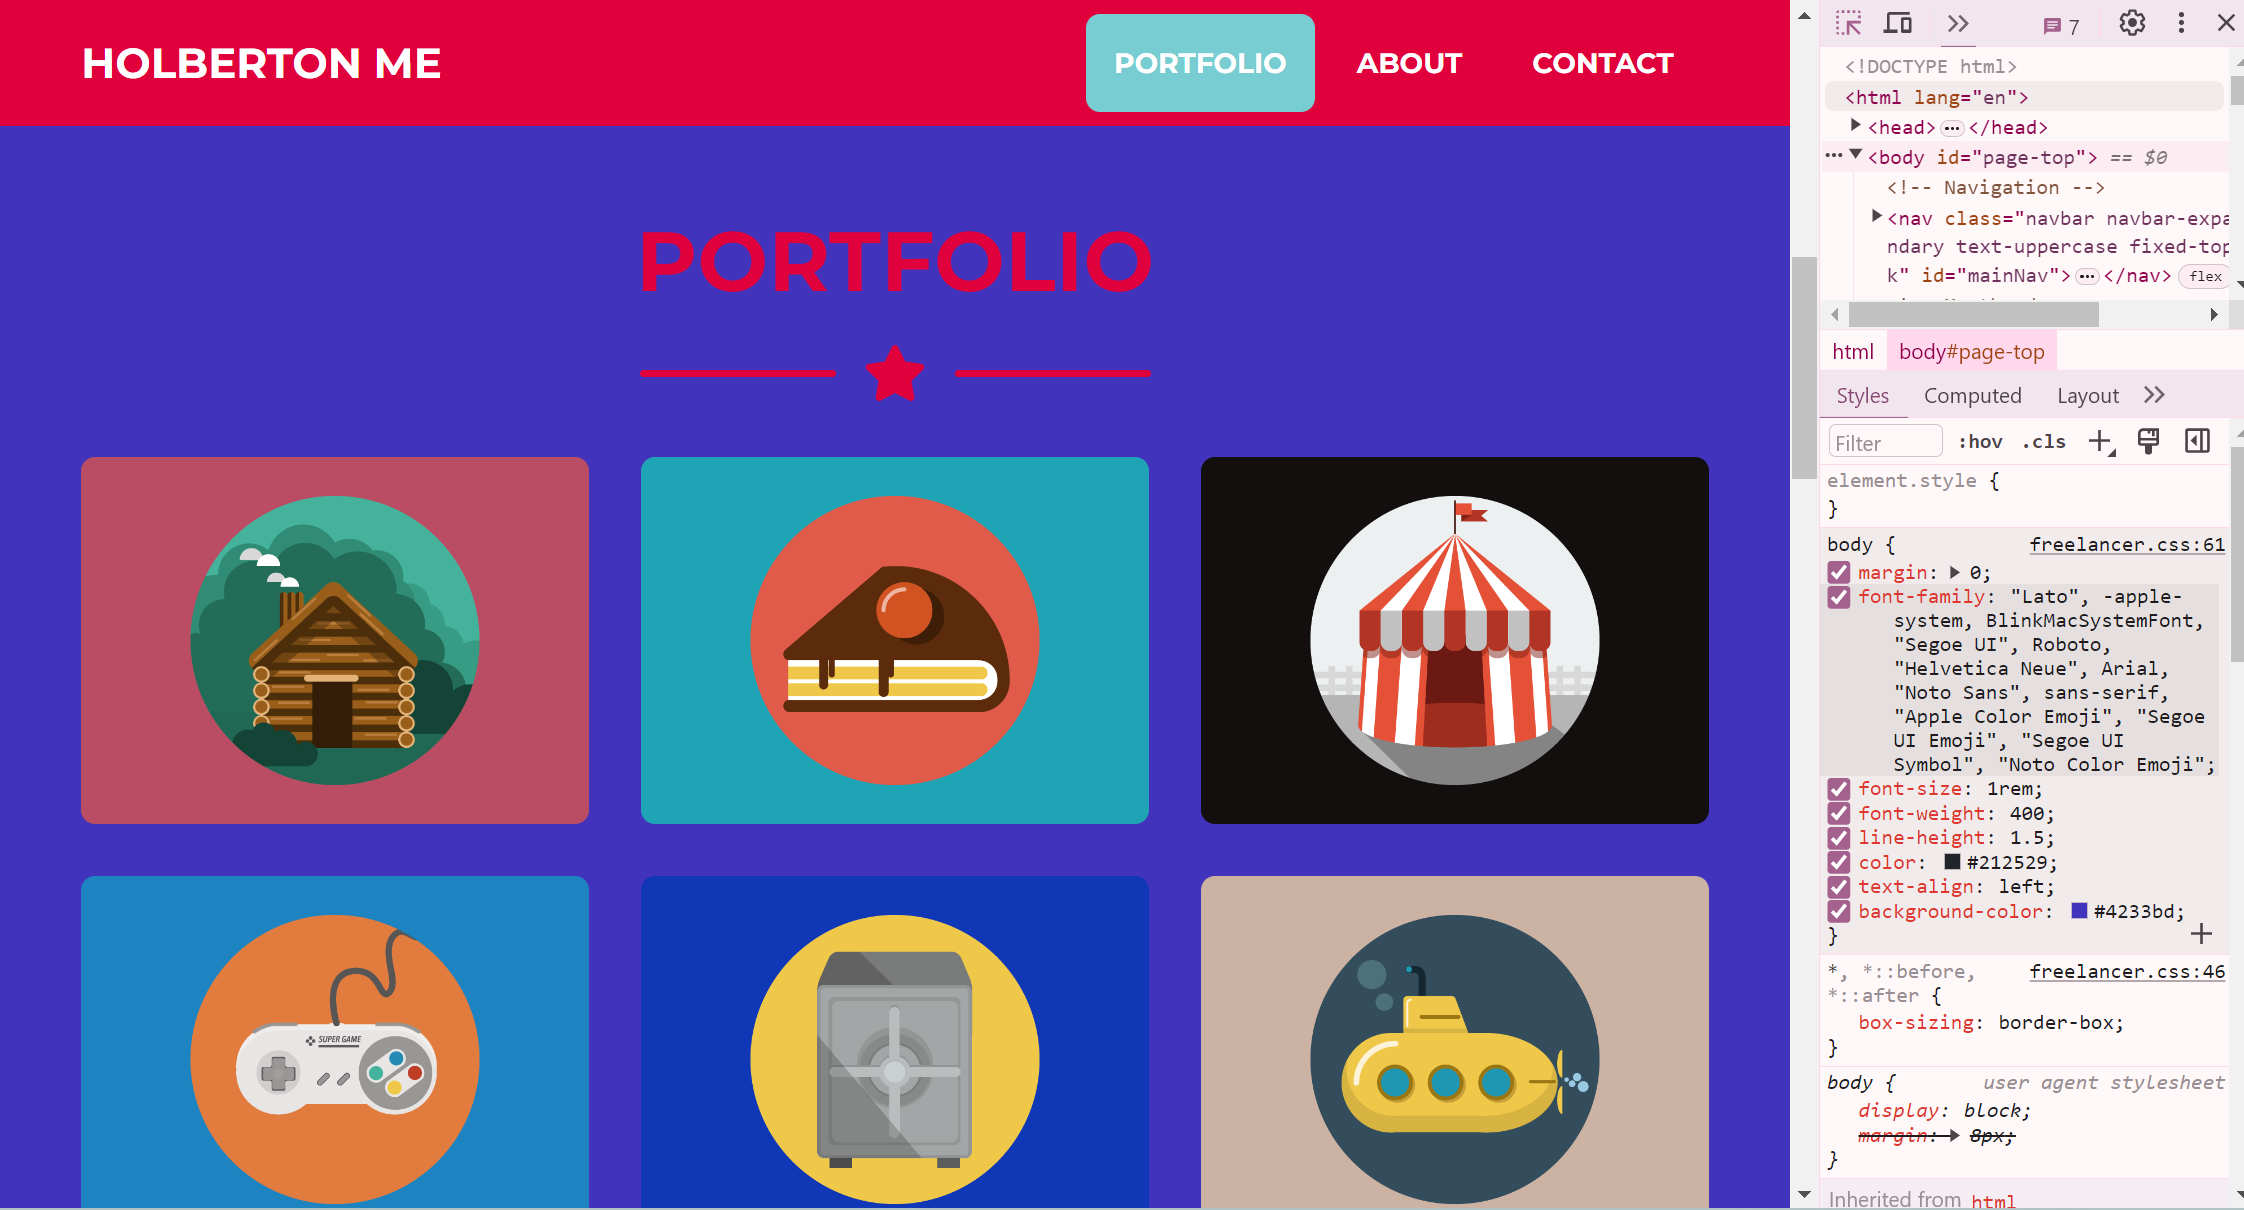 HOLBERTON ME
PORTFOLIO
ABOUT
CONTACT
PORTFOLIO
SUPER GAME
7
<!DOCTYPE html>
<html lang="en">
<head> ... </head>
... <body id="page-top"> == $0
<!-- Navigation -->
<nav class="navbar navbar-expa
ndary text-uppercase fixed-top
k" id="mainNav"> ... </nav> flex
html body#page-top
Styles Computed Layout
Filter :hov .cls
element.style {
}
body { freelancer.css:61
margin: 0;
font-family: "Lato", -apple-
system, BlinkMacSystemFont,
"Segoe UI", Roboto,
"Helvetica Neue", Arial,
"Noto Sans", sans-serif,
"Apple Color Emoji", "Segoe
UI Emoji", "Segoe UI
Symbol", "Noto Color Emoji";
font-size: 1rem;
font-weight: 400;
line-height: 1.5;
color: #212529;
text-align: left;
background-color: #4233bd;
}
*, *::before, freelancer.css:46
*::after {
box-sizing: border-box;
}
body { user agent stylesheet
display: block;
margin: 8px;
}
Inherited from html